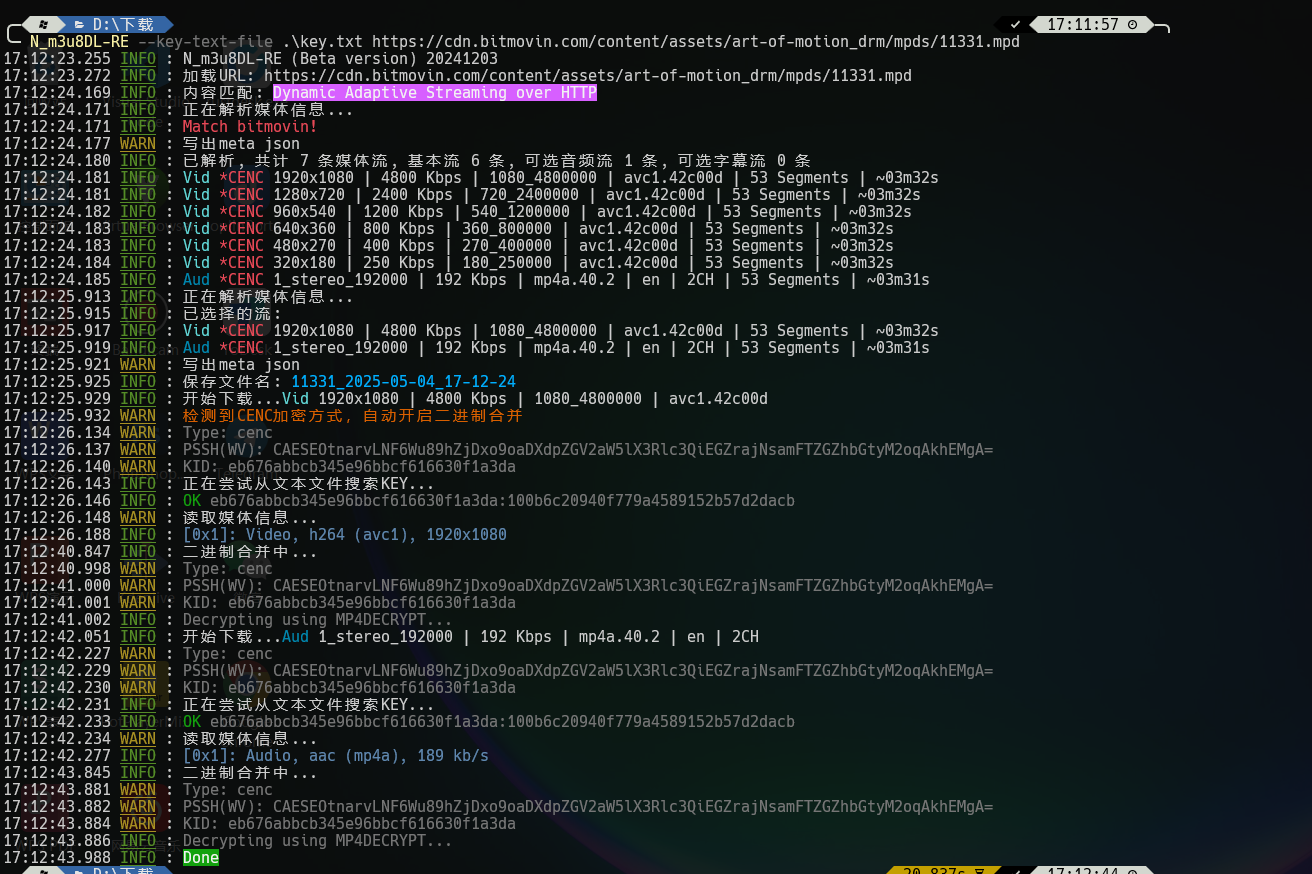 D:\下载 17:11:57
N_m3u8DL-RE --key-text-file .\key.txt https://cdn.bitmovin.com/content/assets/art-of-motion_drm/mpds/11331.mpd
17:12:23.255 INFO : N_m3u8DL-RE (Beta version) 20241203
17:12:23.272 INFO : 加载URL: https://cdn.bitmovin.com/content/assets/art-of-motion_drm/mpds/11331.mpd
17:12:24.169 INFO : 内容匹配: Dynamic Adaptive Streaming over HTTP
17:12:24.171 INFO : 正在解析媒体信息...
17:12:24.171 INFO : Match bitmovin!
17:12:24.177 WARN : 写出meta json
17:12:24.180 INFO : 已解析, 共计 7 条媒体流, 基本流 6 条, 可选音频流 1 条, 可选字幕流 0 条
17:12:24.181 INFO : Vid *CENC 1920x1080 | 4800 Kbps | 1080_4800000 | avc1.42c00d | 53 Segments | ~03m32s
17:12:24.181 INFO : Vid *CENC 1280x720 | 2400 Kbps | 720_2400000 | avc1.42c00d | 53 Segments | ~03m32s
17:12:24.182 INFO : Vid *CENC 960x540 | 1200 Kbps | 540_1200000 | avc1.42c00d | 53 Segments | ~03m32s
17:12:24.183 INFO : Vid *CENC 640x360 | 800 Kbps | 360_800000 | avc1.42c00d | 53 Segments | ~03m32s
17:12:24.183 INFO : Vid *CENC 480x270 | 400 Kbps | 270_400000 | avc1.42c00d | 53 Segments | ~03m32s
17:12:24.184 INFO : Vid *CENC 320x180 | 250 Kbps | 180_250000 | avc1.42c00d | 53 Segments | ~03m32s
17:12:24.185 INFO : Aud *CENC 1_stereo_192000 | 192 Kbps | mp4a.40.2 | en | 2CH | 53 Segments | ~03m31s
17:12:25.913 INFO : 正在解析媒体信息...
17:12:25.915 INFO : 已选择的流:
17:12:25.917 INFO : Vid *CENC 1920x1080 | 4800 Kbps | 1080_4800000 | avc1.42c00d | 53 Segments | ~03m32s
17:12:25.919 INFO : Aud *CENC 1_stereo_192000 | 192 Kbps | mp4a.40.2 | en | 2CH | 53 Segments | ~03m31s
17:12:25.921 WARN : 写出meta json
17:12:25.925 INFO : 保存文件名: 11331_2025-05-04_17-12-24
17:12:25.929 INFO : 开始下载...Vid 1920x1080 | 4800 Kbps | 1080_4800000 | avc1.42c00d
17:12:25.932 WARN : 检测到CENC加密方式, 自动开启二进制合并
17:12:26.134 WARN : Type: cenc
17:12:26.137 WARN : PSSH(WV): CAESEOtnarvLNF6Wu89hZjDxo9oaDXdpZGV2aW5lX3Rlc3QiEGZrajNsamFTZGZhbGtyM2oqAkhEMgA=
17:12:26.140 WARN : KID: eb676abbcb345e96bbcf616630f1a3da
17:12:26.143 INFO : 正在尝试从文本文件搜索KEY...
17:12:26.146 INFO : OK eb676abbcb345e96bbcf616630f1a3da:100b6c20940f779a4589152b57d2dacb
17:12:26.148 WARN : 读取媒体信息...
17:12:26.188 INFO : [0x1]: Video, h264 (avc1), 1920x1080
17:12:40.847 INFO : 二进制合并中...
17:12:40.998 WARN : Type: cenc
17:12:41.000 WARN : PSSH(WV): CAESEOtnarvLNF6Wu89hZjDxo9oaDXdpZGV2aW5lX3Rlc3QiEGZrajNsamFTZGZhbGtyM2oqAkhEMgA=
17:12:41.001 WARN : KID: eb676abbcb345e96bbcf616630f1a3da
17:12:41.002 INFO : Decrypting using MP4DECRYPT...
17:12:42.051 INFO : 开始下载...Aud 1_stereo_192000 | 192 Kbps | mp4a.40.2 | en | 2CH
17:12:42.227 WARN : Type: cenc
17:12:42.229 WARN : PSSH(WV): CAESEOtnarvLNF6Wu89hZjDxo9oaDXdpZGV2aW5lX3Rlc3QiEGZrajNsamFTZGZhbGtyM2oqAkhEMgA=
17:12:42.230 WARN : KID: eb676abbcb345e96bbcf616630f1a3da
17:12:42.231 INFO : 正在尝试从文本文件搜索KEY...
17:12:42.233 INFO : OK eb676abbcb345e96bbcf616630f1a3da:100b6c20940f779a4589152b57d2dacb
17:12:42.234 WARN : 读取媒体信息...
17:12:42.277 INFO : [0x1]: Audio, aac (mp4a), 189 kb/s
17:12:43.845 INFO : 二进制合并中...
17:12:43.881 WARN : Type: cenc
17:12:43.882 WARN : PSSH(WV): CAESEOtnarvLNF6Wu89hZjDxo9oaDXdpZGV2aW5lX3Rlc3QiEGZrajNsamFTZGZhbGtyM2oqAkhEMgA=
17:12:43.884 WARN : KID: eb676abbcb345e96bbcf616630f1a3da
17:12:43.886 INFO : Decrypting using MP4DECRYPT...
17:12:43.988 INFO : Done
D:\下载 20.837s 17:12:44